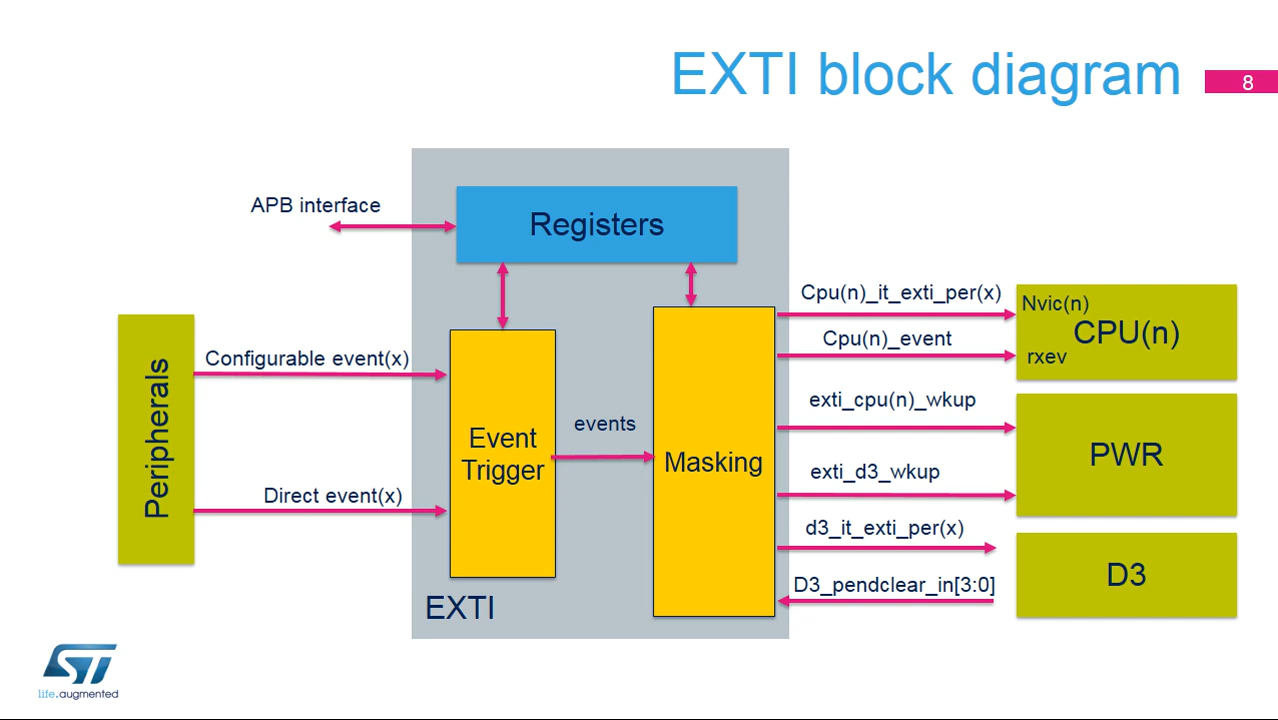 EXTI block diagram
8
APB interface
Registers
Cpu(n)_it_exti_per(x)
Nvic(n)
CPU(n)
Cpu(n)_event
rxev
Configurable event(x)
Peripherals
exti_cpu(n)_wkup
events
Event
Trigger
Masking
PWR
exti_d3_wkup
Direct event(x)
d3_it_exti_per(x)
D3
D3_pendclear_in[3:0]
EXTI
ST
life.augmented